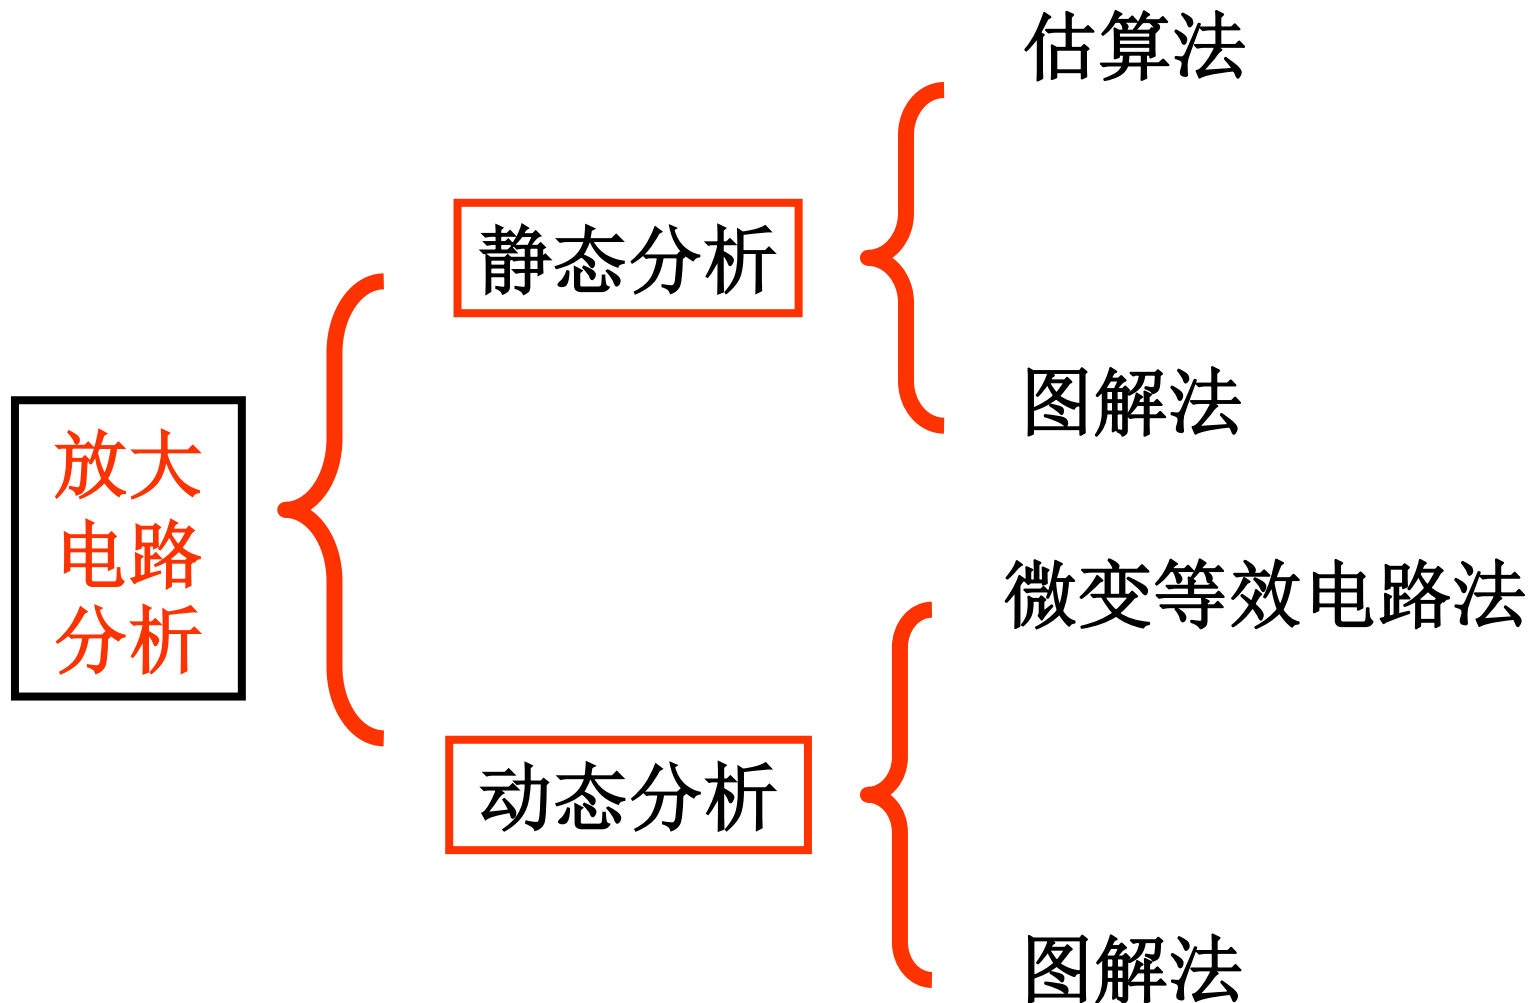 估算法
静态分析
图解法
放大
电路
分析
微变等效电路法
动态分析
图解法